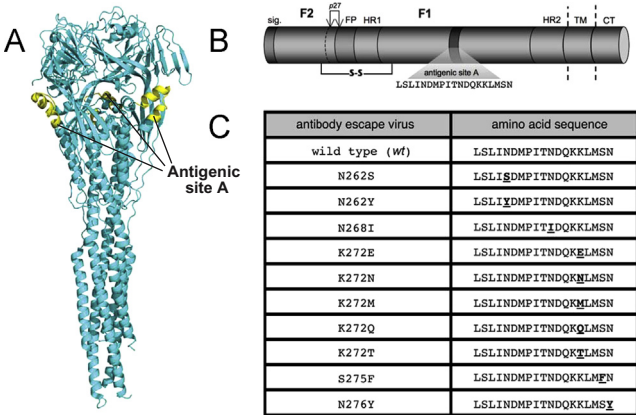 A
Antigenic
site A
B
sig.
F2
p27
FP
HR1
F1
HR2
TM
CT
S-S
antigenic site A
LSLINDMPITNDQKKLMSN
C
antibody escape virus amino acid sequence
wild type (wt) LSLINDMPITNDQKKLMSN
N262S LSLISDMPITNDQKKLMSN
N262Y LSLIYDMPITNDQKKLMSN
N268I LSLINDMPITIDQKKLMSN
K272E LSLINDMPITNDQKELMSN
K272N LSLINDMPITNDQKNLMSN
K272M LSLINDMPITNDQKMLMSN
K272Q LSLINDMPITNDQKQLMSN
K272T LSLINDMPITNDQKTLMSN
S275F LSLINDMPITNDQKKLMFN
N276Y LSLINDMPITNDQKKLMSY